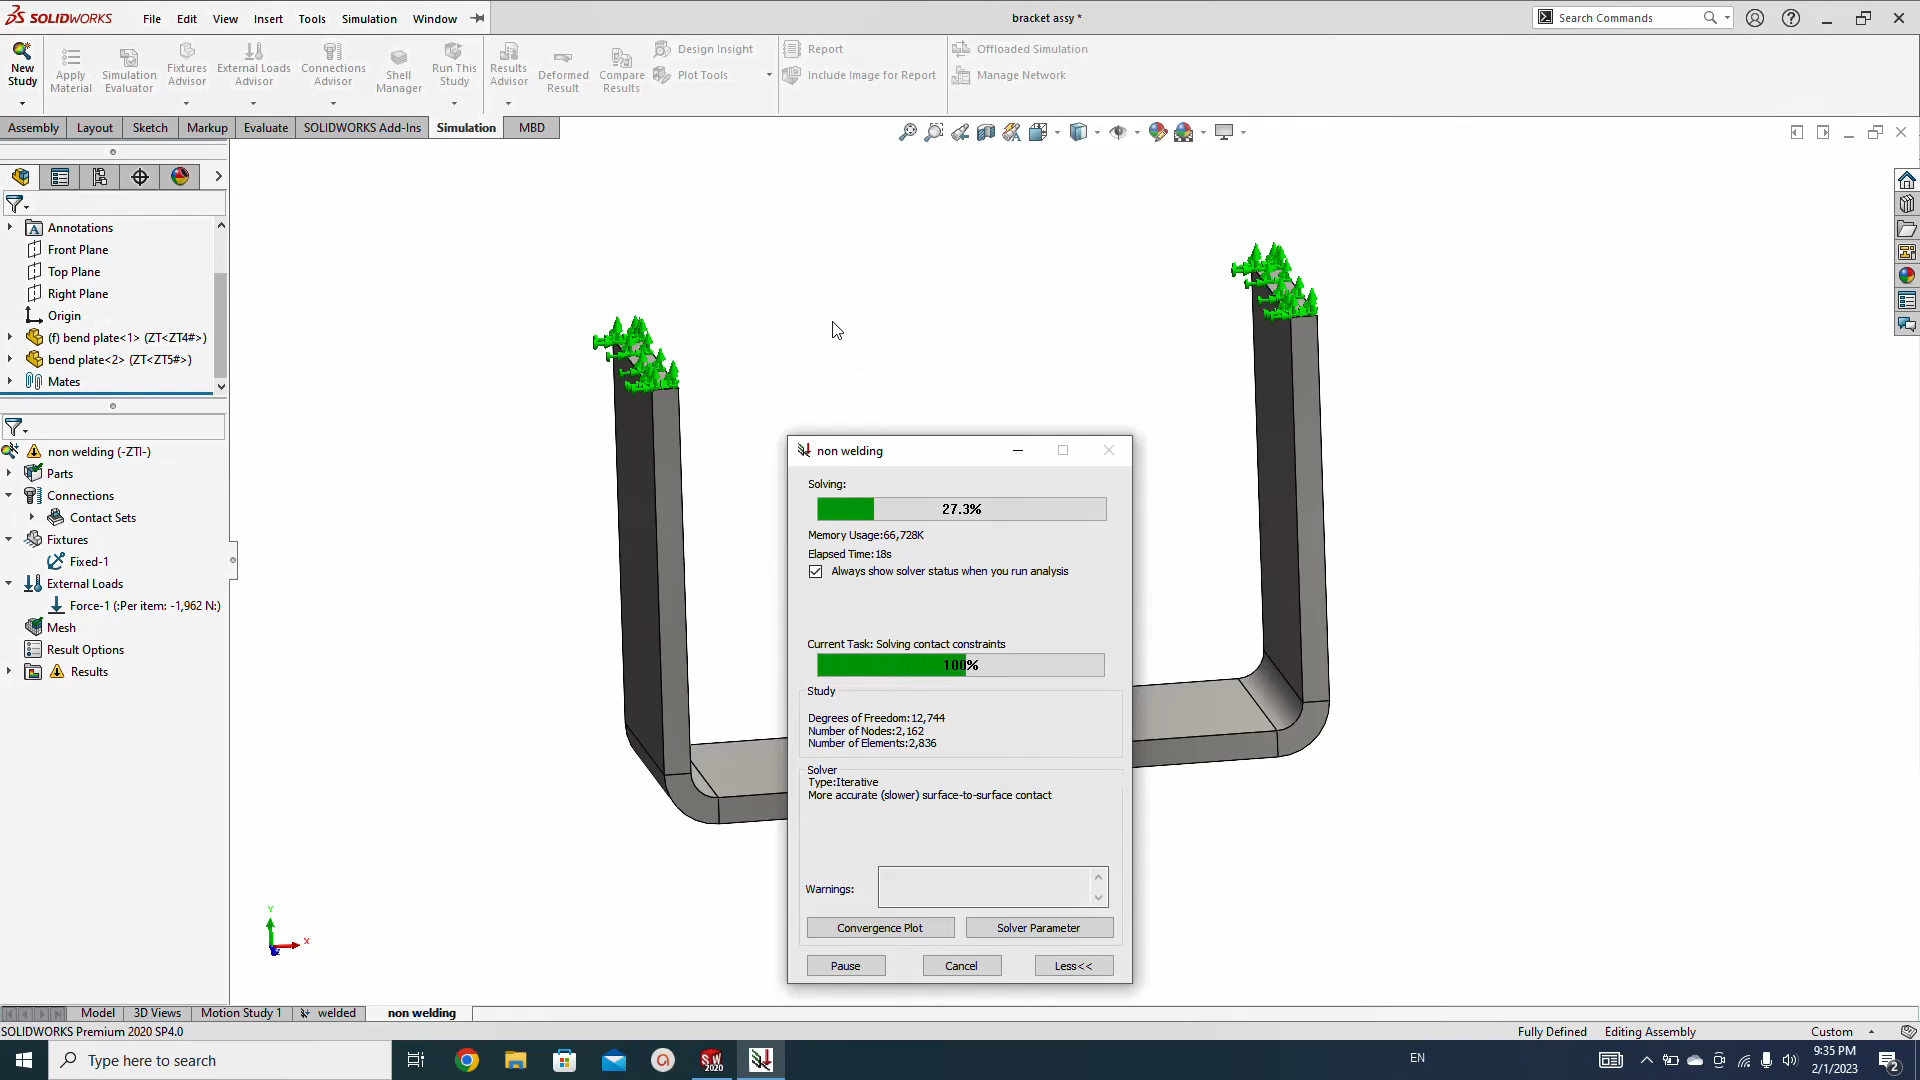 SOLIDWORKS File Edit View Insert Tools Simulation Window bracket assy * Search Commands
New Study
Apply Material
Simulation Evaluator
Fixtures Advisor
External Loads Advisor
Connections Advisor
Shell Manager
Run This Study
Results Advisor
Deformed Result
Compare Results
Design Insight
Plot Tools
Report
Include Image for Report
Offloaded Simulation
Manage Network
Assembly Layout Sketch Markup Evaluate SOLIDWORKS Add-Ins Simulation MBD
Annotations
Front Plane
Top Plane
Right Plane
Origin
(f) bend plate<1> (ZT<ZT4#>)
bend plate<2> (ZT<ZT5#>)
Mates
non welding (-ZTI-)
Parts
Connections
Contact Sets
Fixtures
Fixed-1
External Loads
Force-1 (:Per item: -1,962 N:)
Mesh
Result Options
Results
non welding
Solving:
27.3%
Memory Usage:66,728K
Elapsed Time:18s
Always show solver status when you run analysis
Current Task: Solving contact constraints
100%
Study
Degrees of Freedom:12,744
Number of Nodes:2,162
Number of Elements:2,836
Solver
Type:Iterative
More accurate (slower) surface-to-surface contact
Warnings:
Convergence Plot Solver Parameter
Pause Cancel Less<<
Y
X
Model 3D Views Motion Study 1 welded non welding
SOLIDWORKS Premium 2020 SP4.0 Fully Defined Editing Assembly Custom
Type here to search
SW 2020
EN
9:35 PM
2/1/2023
2